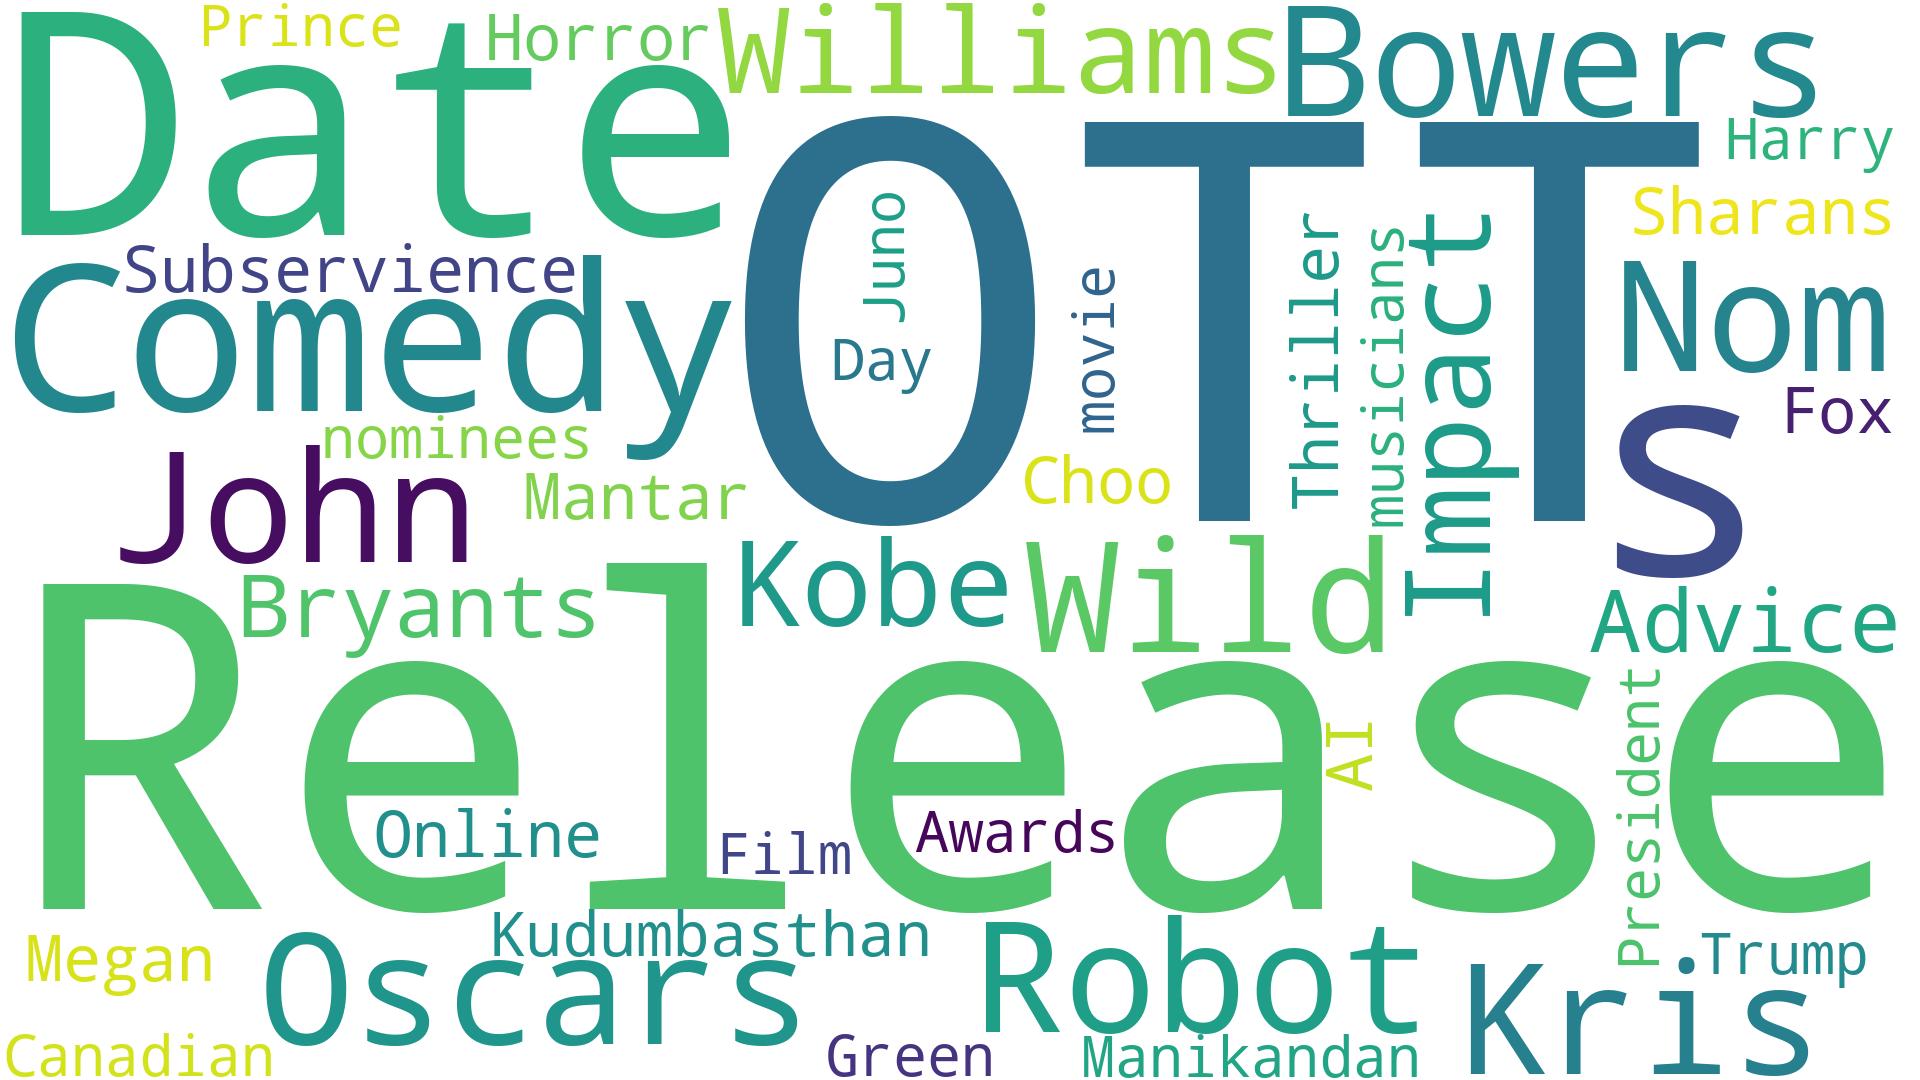 Prince
Horror
Williams
Bowers
Date
OTT
Harry
Sharans
Juno
Day
movie
Thriller
musicians
Impact
Nom
Subservience
Comedy
Fox
s
nominees
John
Mantar
Choo
Kobe
Wild
Advice
Bryants
Release
AI
President
Online
Film
Awards
Kudumbasthan
Megan
Oscars
Robot
Trump
Kris
Canadian
Green
Manikandan